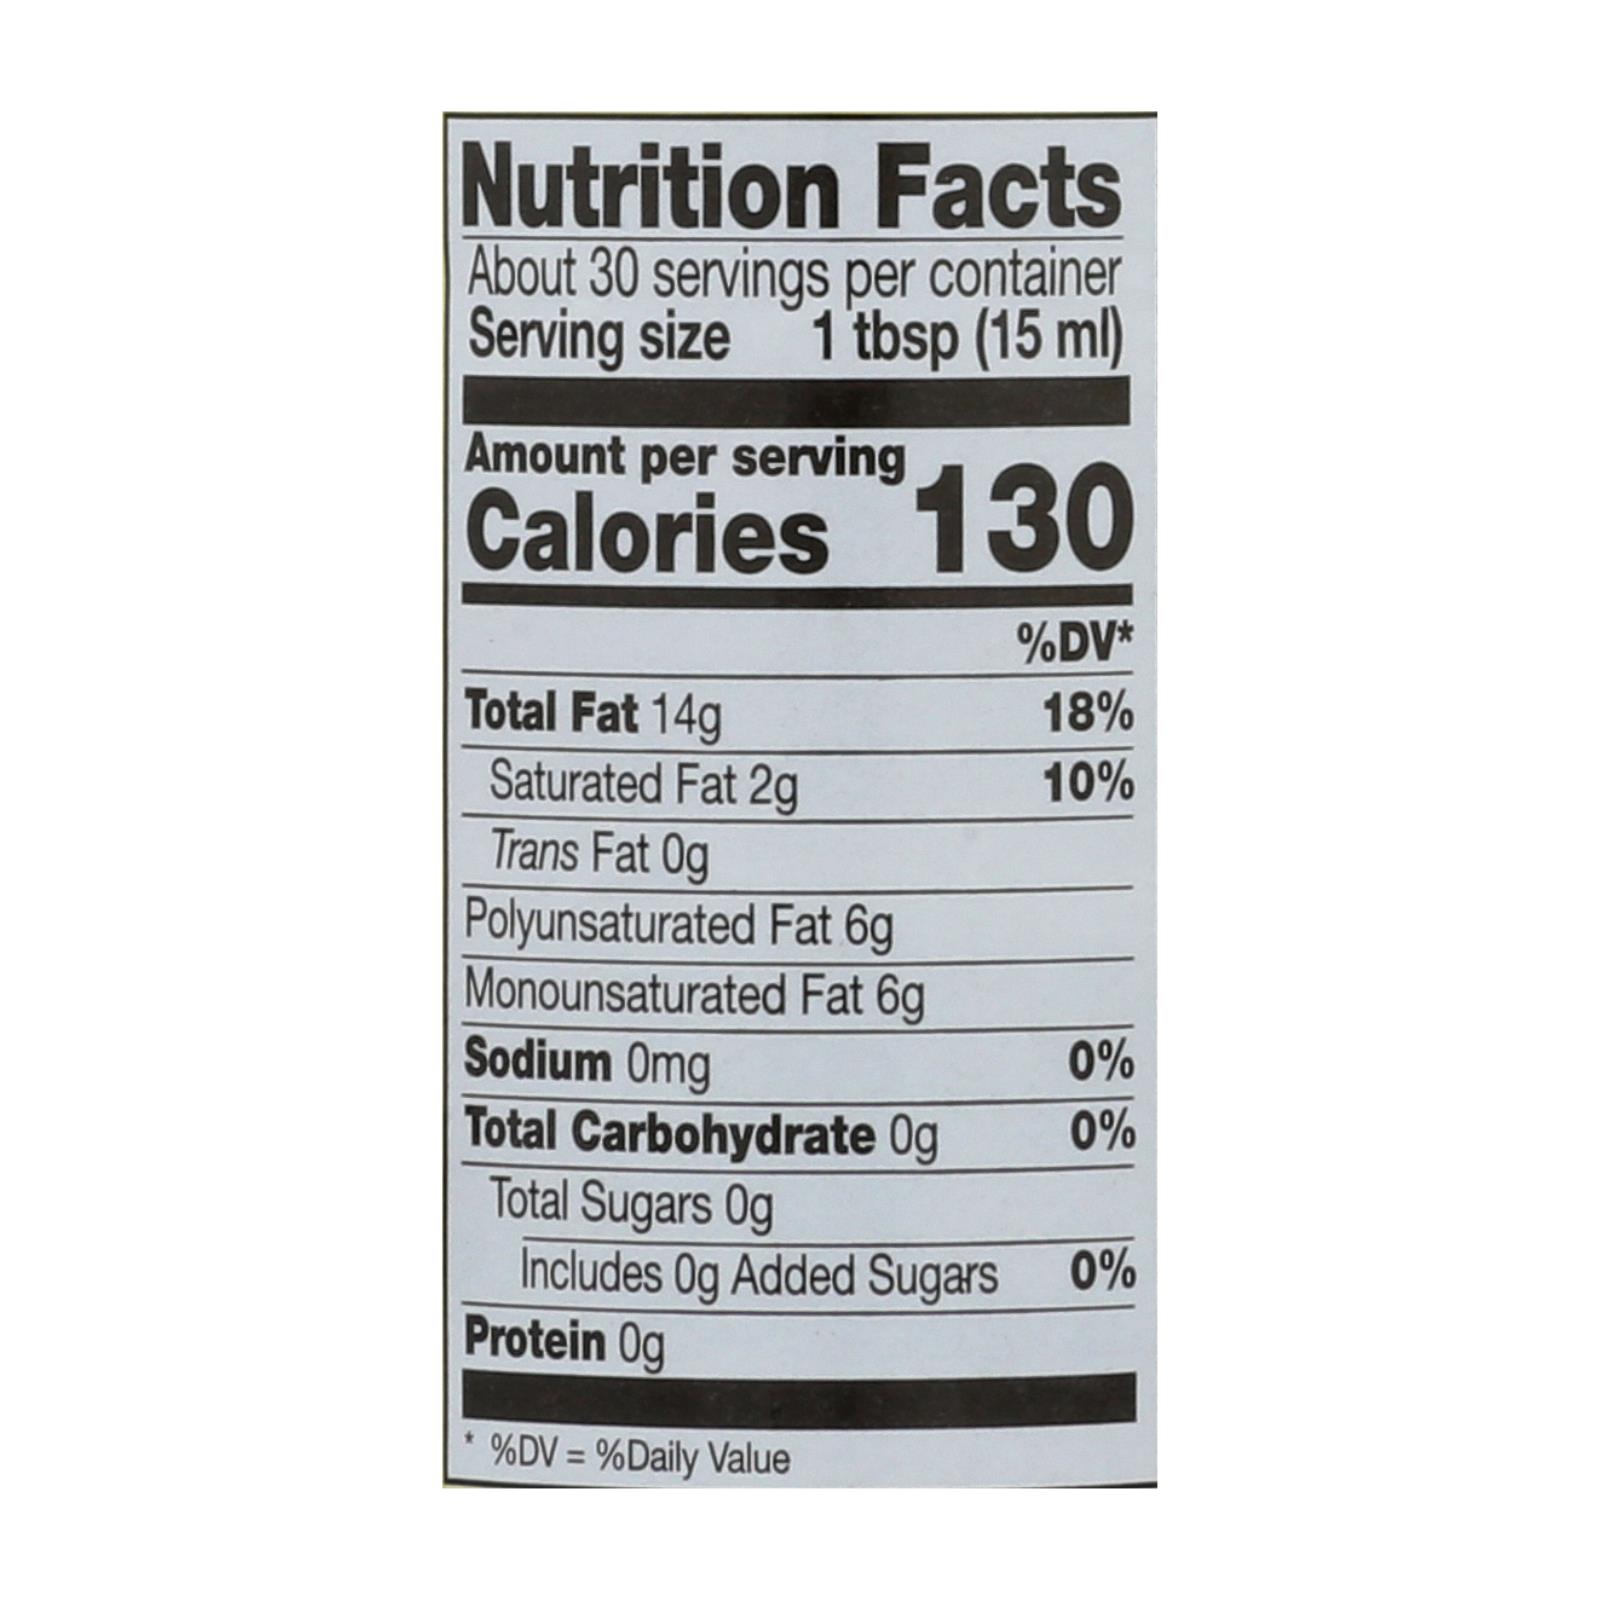 Nutrition Facts
About 30 servings per container
Serving size 1 tbsp (15 ml)
Amount per serving
Calories 130
%DV*
Total Fat 14g 18%
Saturated Fat 2g 10%
Trans Fat 0g
Polyunsaturated Fat 6g
Monounsaturated Fat 6g
Sodium 0mg 0%
Total Carbohydrate 0g 0%
Total Sugars 0g
Includes 0g Added Sugars 0%
Protein 0g
* %DV = %Daily Value